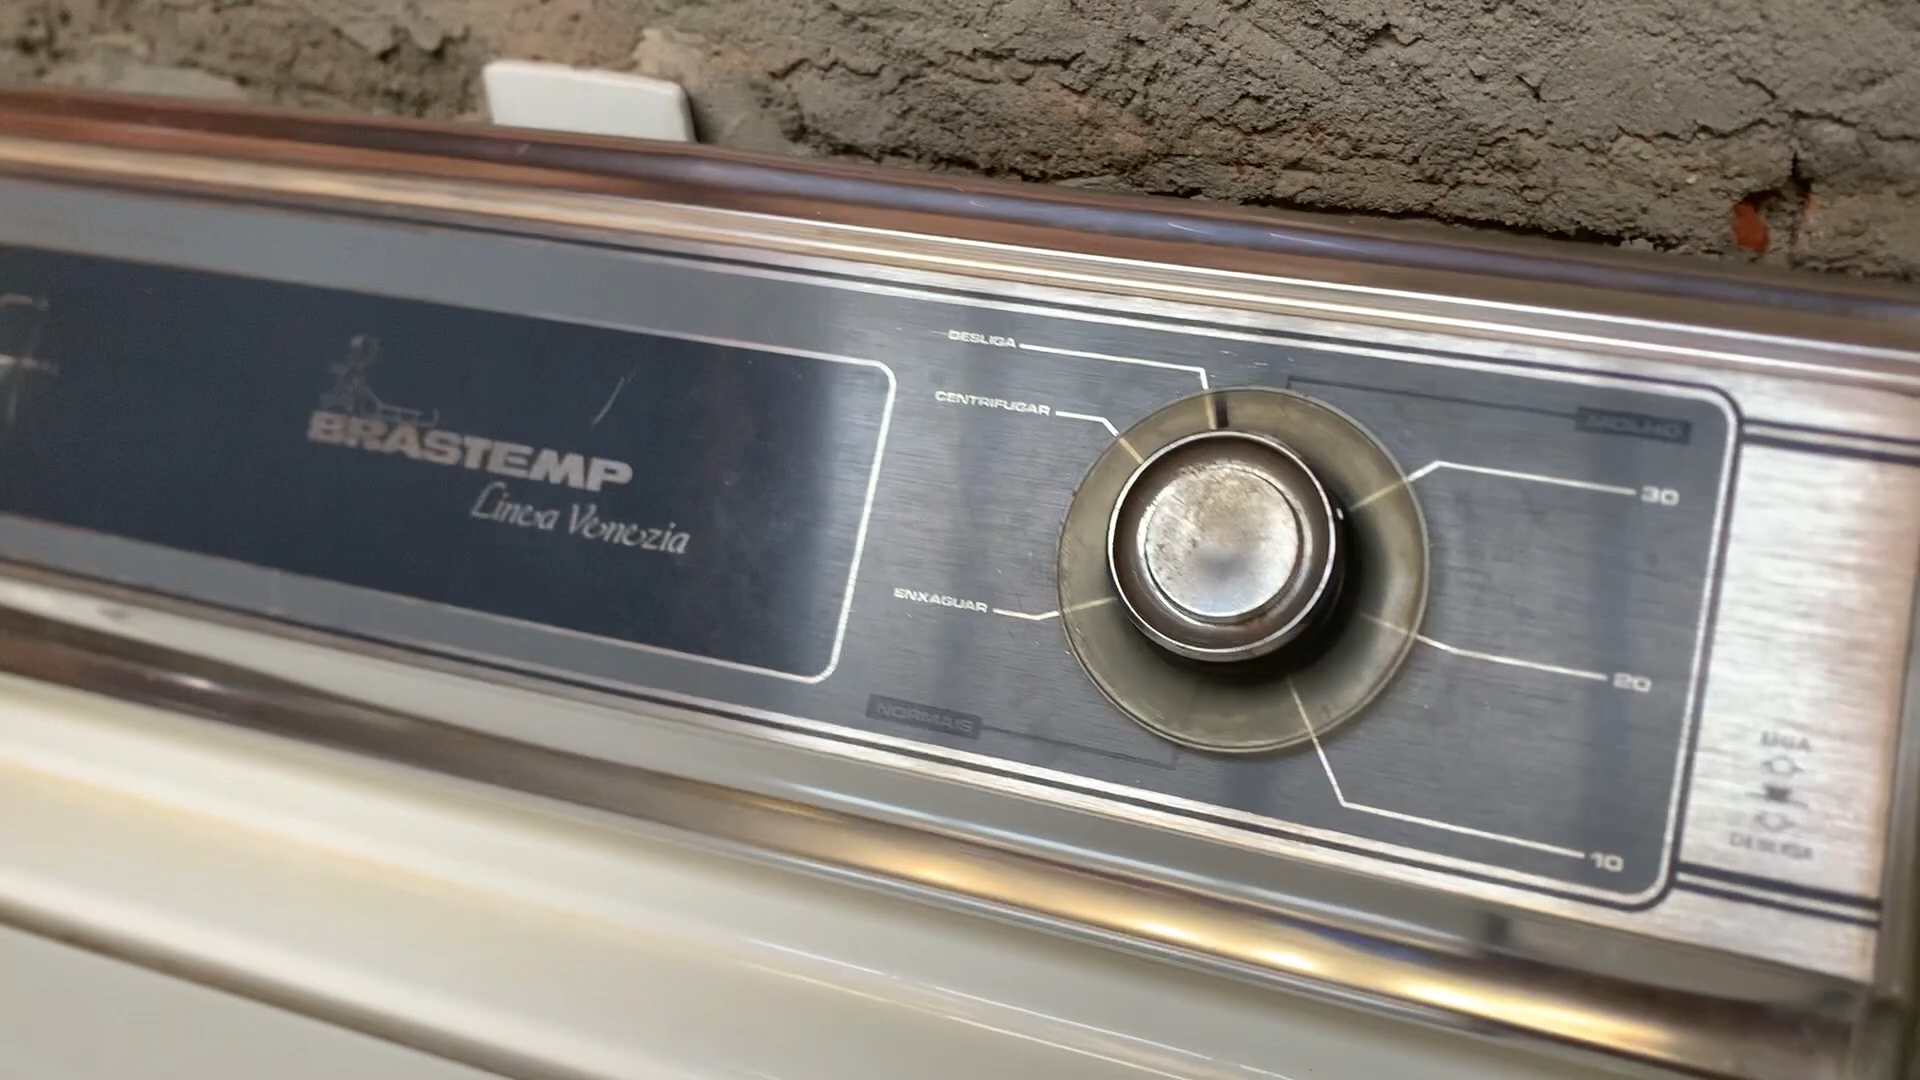 BRASTEMP
Linea Venezia
DESLIGA
CENTRIFUGAR
ENXAGUAR
NORMAIS
MOLHO
30
20
10
LIGA
DESLIGA